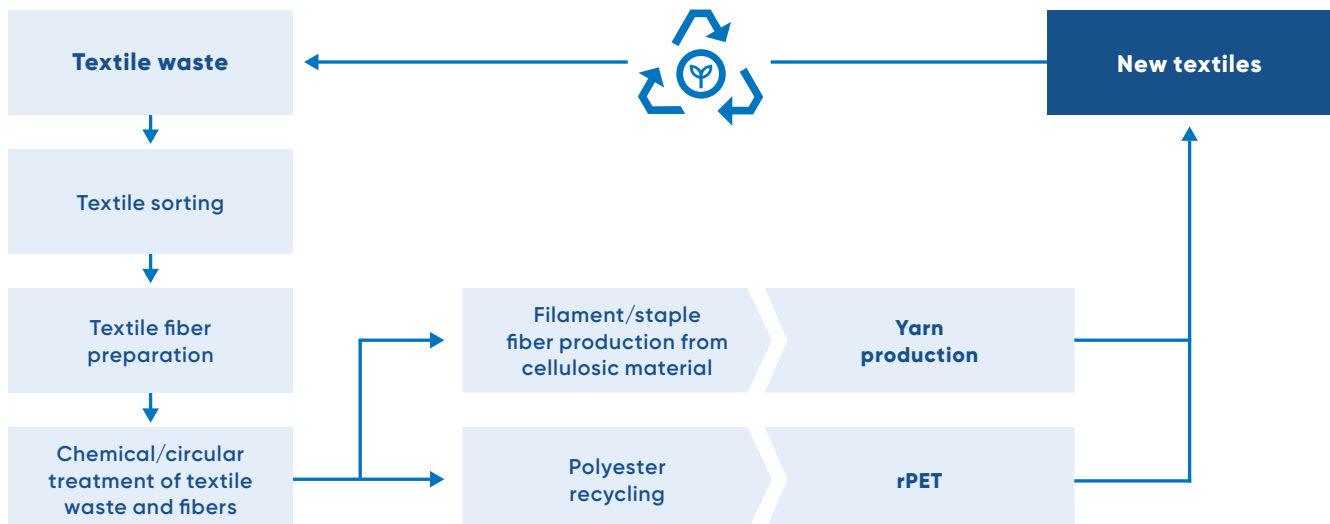 Textile waste
New textiles
Textile sorting
Textile fiber
preparation
Filament/staple
fiber production from
cellulosic material
Yarn
production
Chemical/circular
treatment of textile
waste and fibers
Polyester
recycling
rPET